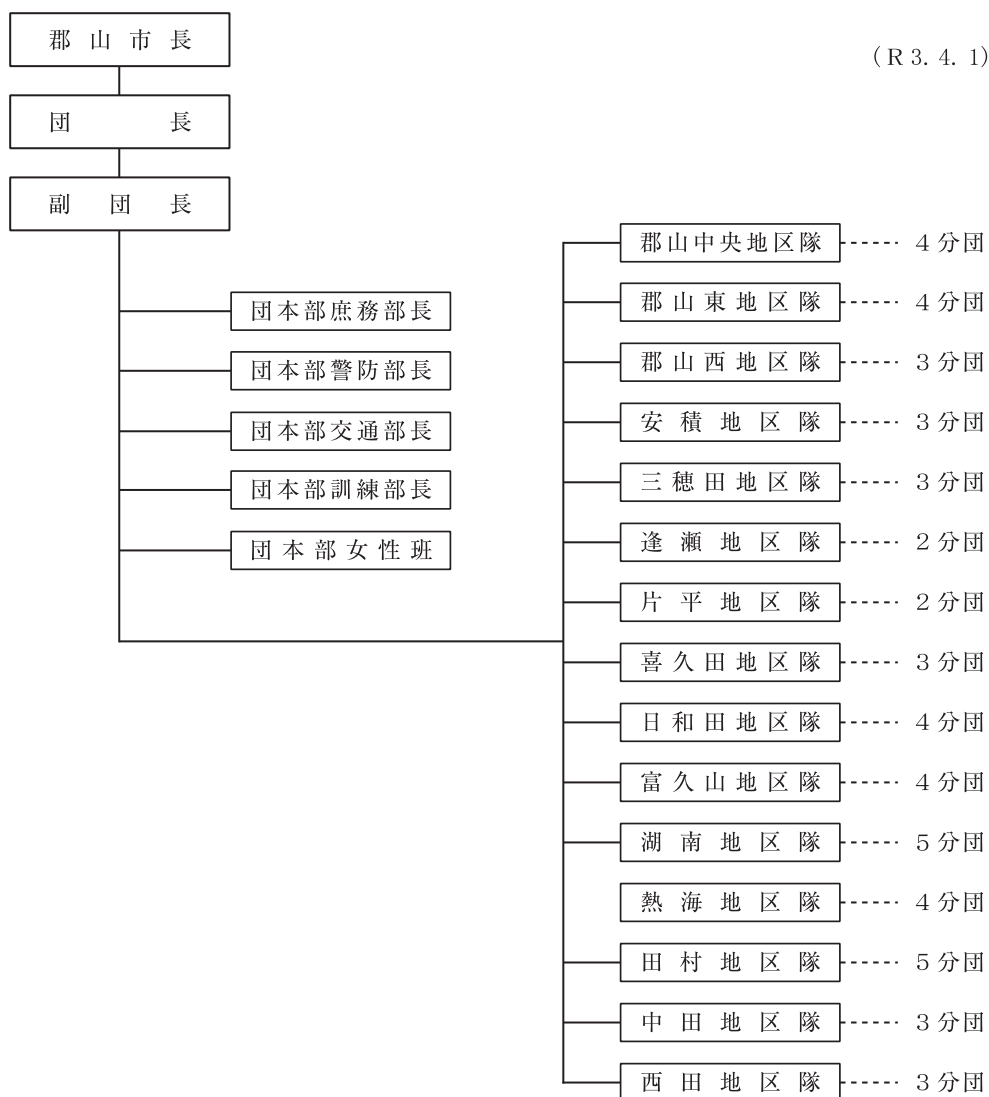 郡山市長
(R3.4.1)
団長
副団長
団本部庶務部長
団本部警防部長
団本部交通部長
団本部訓練部長
団本部女性班
郡山中央地区隊 4分団
郡山東地区隊 4分団
郡山西地区隊 3分団
安積地区隊 3分団
三穂田地区隊 3分団
逢瀬地区隊 2分団
片平地区隊 2分団
喜久田地区隊 3分団
日和田地区隊 4分団
富久山地区隊 4分団
湖南地区隊 5分団
熱海地区隊 4分団
田村地区隊 5分団
中田地区隊 3分団
西田地区隊 3分団